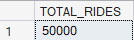 TOTAL_RIDES
1 50000